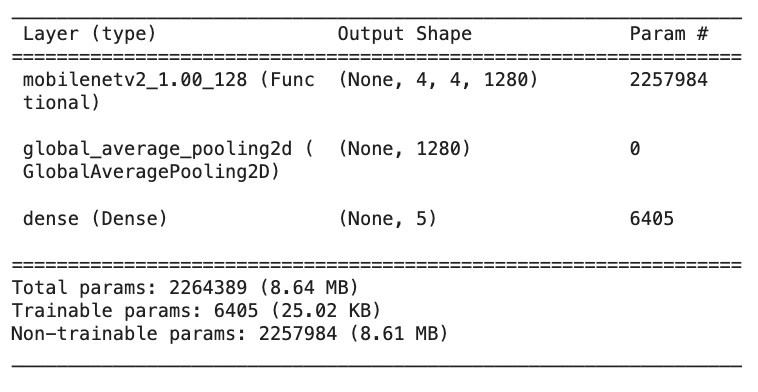 Layer (type) Output Shape Param #
=================================================================
mobilenetv2_1.00_128 (Func (None, 4, 4, 1280) 2257984
tional)
global_average_pooling2d ( (None, 1280) 0
GlobalAveragePooling2D)
dense (Dense) (None, 5) 6405
=================================================================
Total params: 2264389 (8.64 MB)
Trainable params: 6405 (25.02 KB)
Non-trainable params: 2257984 (8.61 MB)